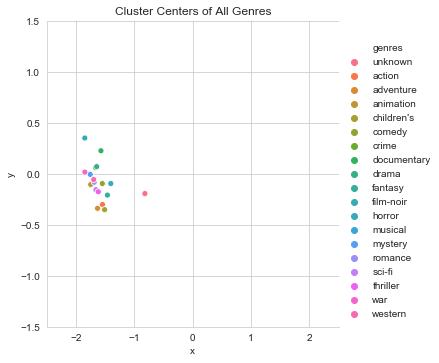 Cluster Centers of All Genres
1.5
1.0
0.5
0.0
−0.5
−1.0
−1.5
y
−2
−1
0
1
2
x
genres
unknown
action
adventure
animation
children's
comedy
crime
documentary
drama
fantasy
film-noir
horror
musical
mystery
romance
sci-fi
thriller
war
western